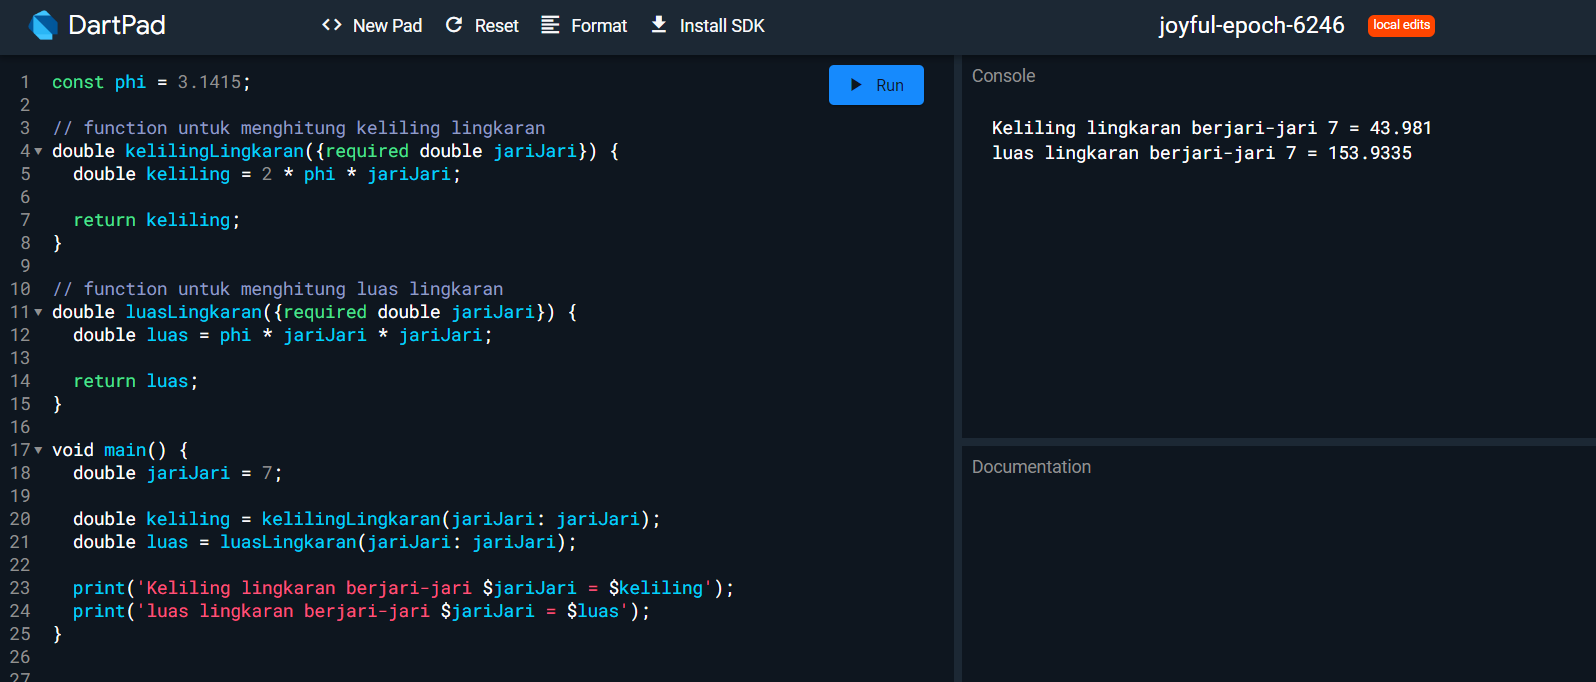 DartPad
<> New Pad Reset Format Install SDK
joyful-epoch-6246 local edits
1 const phi = 3.1415;
2
3 // function untuk menghitung keliling lingkaran
4 double kelilingLingkaran({required double jariJari}) {
5   double keliling = 2 * phi * jariJari;
6
7   return keliling;
8 }
9
10 // function untuk menghitung luas lingkaran
11 double luasLingkaran({required double jariJari}) {
12   double luas = phi * jariJari * jariJari;
13
14   return luas;
15 }
16
17 void main() {
18   double jariJari = 7;
19
20   double keliling = kelilingLingkaran(jariJari: jariJari);
21   double luas = luasLingkaran(jariJari: jariJari);
22
23   print('Keliling lingkaran berjari-jari $jariJari = $keliling');
24   print('luas lingkaran berjari-jari $jariJari = $luas');
25 }
26
27
Run
Console
Keliling lingkaran berjari-jari 7 = 43.981
luas lingkaran berjari-jari 7 = 153.9335
Documentation